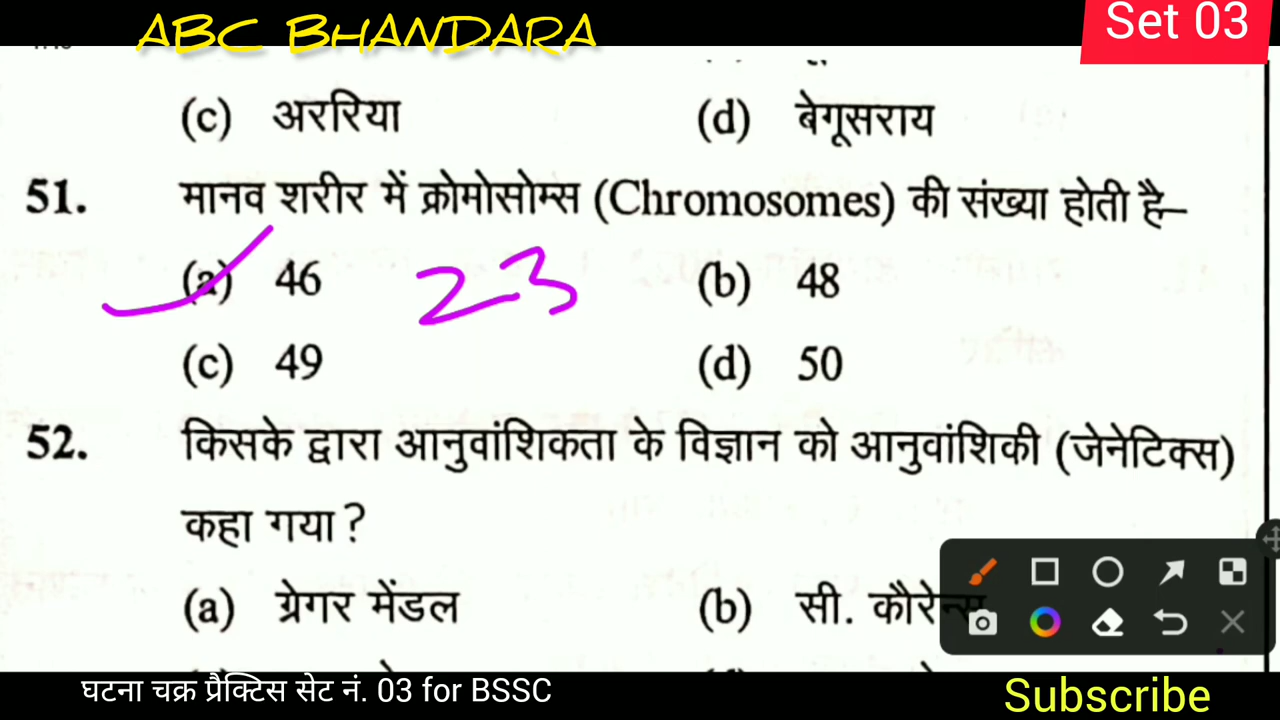 ABC BHANDARA
Set 03
(c) अररिया (d) बेगूसराय
51. मानव शरीर में क्रोमोसोम्स (Chromosomes) की संख्या होती है–
(a) 46 23 (b) 48
(c) 49 (d) 50
52. किसके द्वारा आनुवांशिकता के विज्ञान को आनुवांशिकी (जेनेटिक्स)
कहा गया?
(a) ग्रेगर मेंडल (b) सी. कौरेन्स
घटना चक्र प्रैक्टिस सेट नं. 03 for BSSC
Subscribe